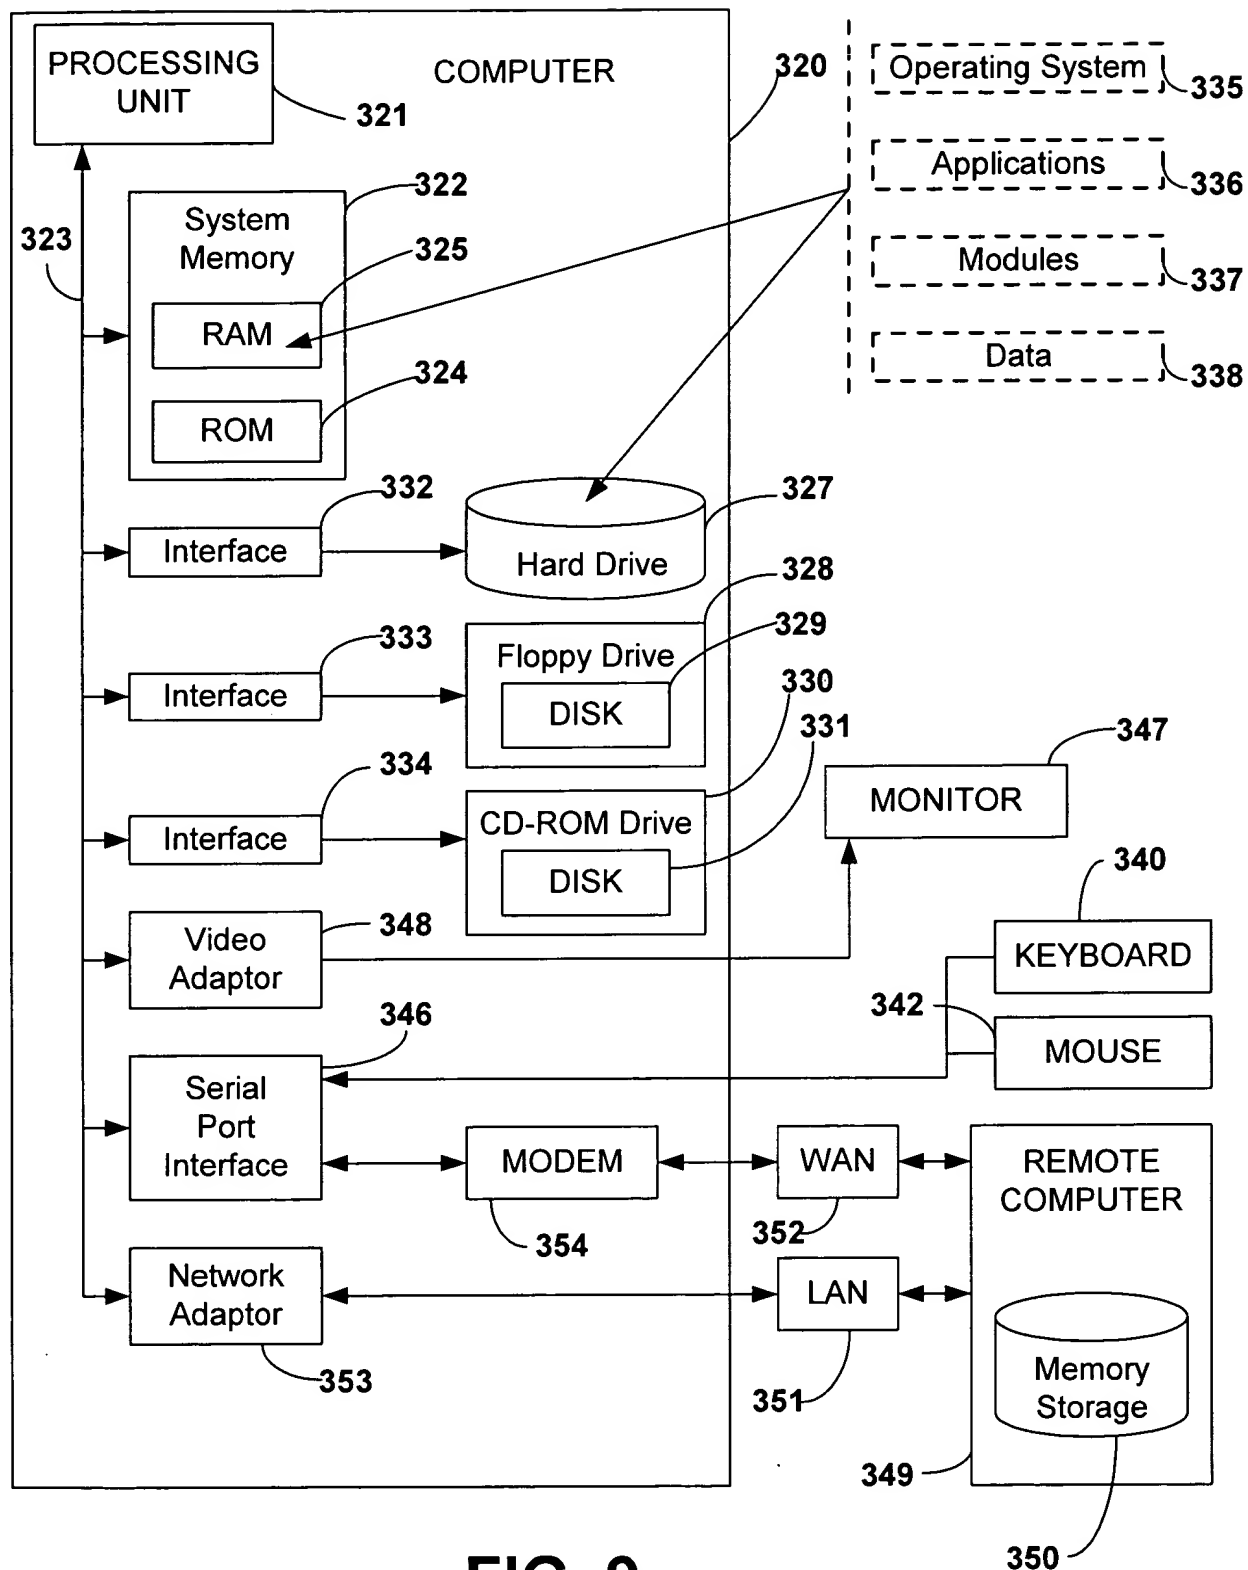 PROCESSING
UNIT
321
COMPUTER
320
Operating System
335
Applications
336
Modules
337
Data
338
322
System
Memory
323
325
RAM
324
ROM
332
Interface
327
Hard Drive
328
333
Interface
Floppy Drive
329
DISK
330
331
334
Interface
CD-ROM Drive
DISK
347
MONITOR
348
Video
Adaptor
340
KEYBOARD
342
MOUSE
346
Serial
Port
Interface
MODEM
354
WAN
352
REMOTE
COMPUTER
Network
Adaptor
353
LAN
351
Memory
Storage
349
350